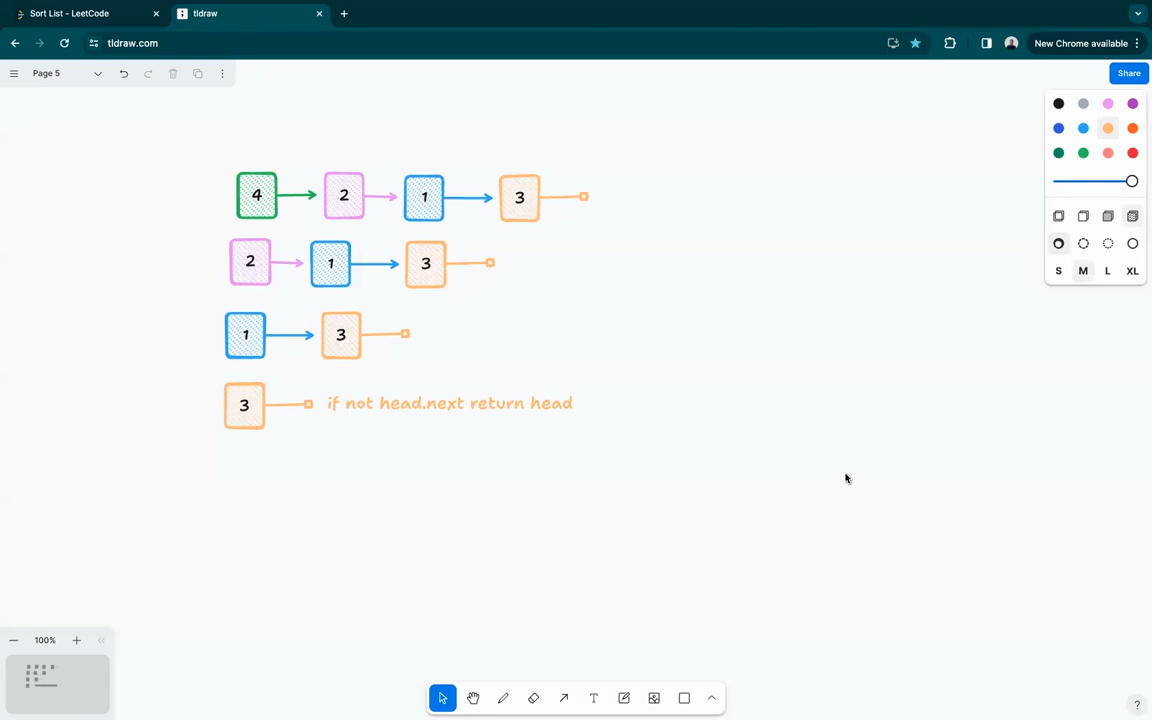 Sort List - LeetCode
tldraw
tldraw.com
New Chrome available
Page 5
Share
4 2 1 3
2 1 3
1 3
3 if not head.next return head
S M L XL
100%
T
?